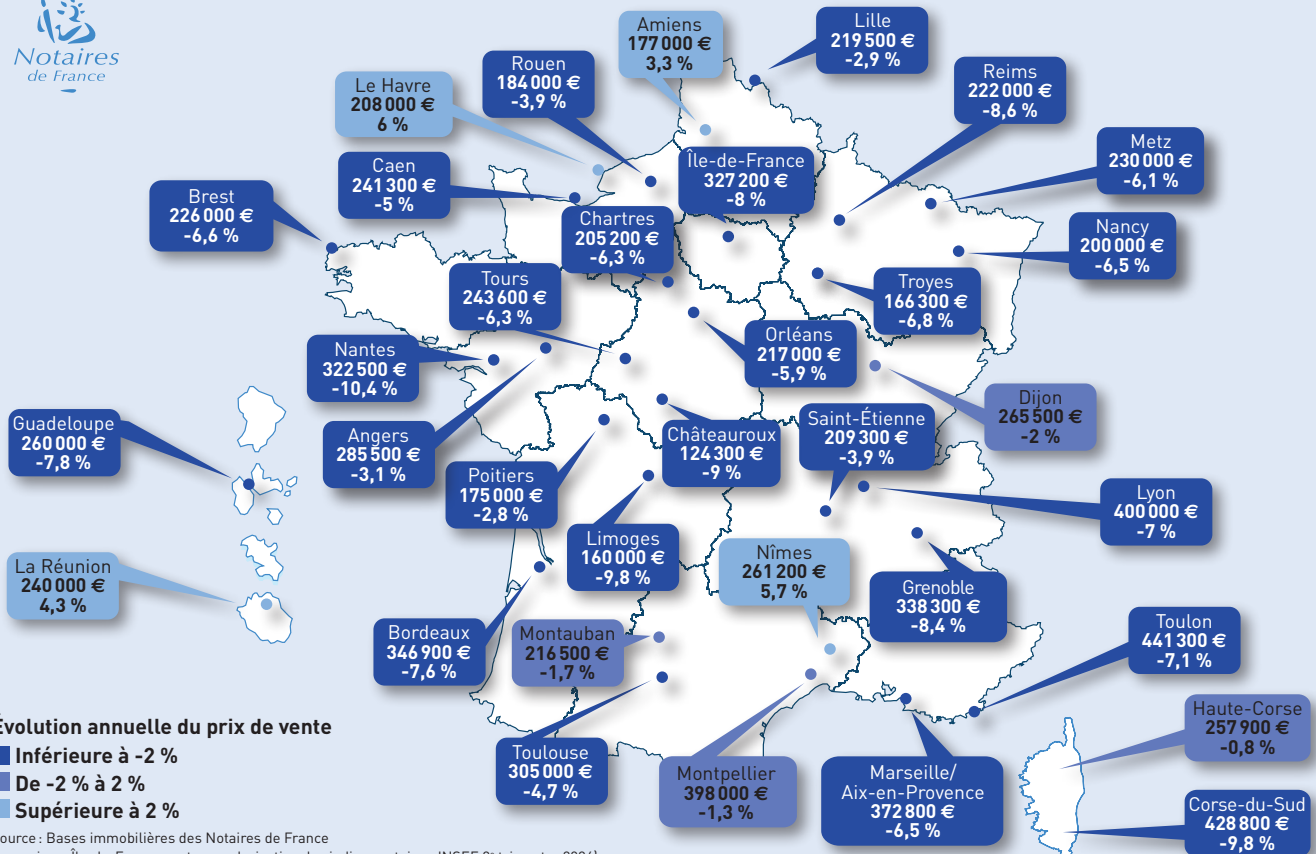 Notaires
de France
Amiens
177 000 €
3,3 %
Lille
219 500 €
-2,9 %
Rouen
184 000 €
-3,9 %
Reims
222 000 €
-8,6 %
Le Havre
208 000 €
6 %
Metz
230 000 €
-6,1 %
Île-de-France
327 200 €
-8 %
Caen
241 300 €
-5 %
Brest
226 000 €
-6,6 %
Chartres
205 200 €
-6,3 %
Nancy
200 000 €
-6,5 %
Tours
243 600 €
-6,3 %
Troyes
166 300 €
-6,8 %
Orléans
217 000 €
-5,9 %
Nantes
322 500 €
-10,4 %
Dijon
265 500 €
-2 %
Guadeloupe
260 000 €
-7,8 %
Angers
285 500 €
-3,1 %
Châteauroux
124 300 €
-9 %
Saint-Étienne
209 300 €
-3,9 %
Poitiers
175 000 €
-2,8 %
Lyon
400 000 €
-7 %
Limoges
160 000 €
-9,8 %
Nîmes
261 200 €
5,7 %
La Réunion
240 000 €
4,3 %
Grenoble
338 300 €
-8,4 %
Bordeaux
346 900 €
-7,6 %
Montauban
216 500 €
-1,7 %
Toulon
441 300 €
-7,1 %
Haute-Corse
257 900 €
-0,8 %
Toulouse
305 000 €
-4,7 %
Montpellier
398 000 €
-1,3 %
Marseille/
Aix-en-Provence
372 800 €
-6,5 %
Corse-du-Sud
428 800 €
-9,8 %
Évolution annuelle du prix de vente
Inférieure à -2 %
De -2 % à 2 %
Supérieure à 2 %
ource : Bases immobilières des Notaires de France